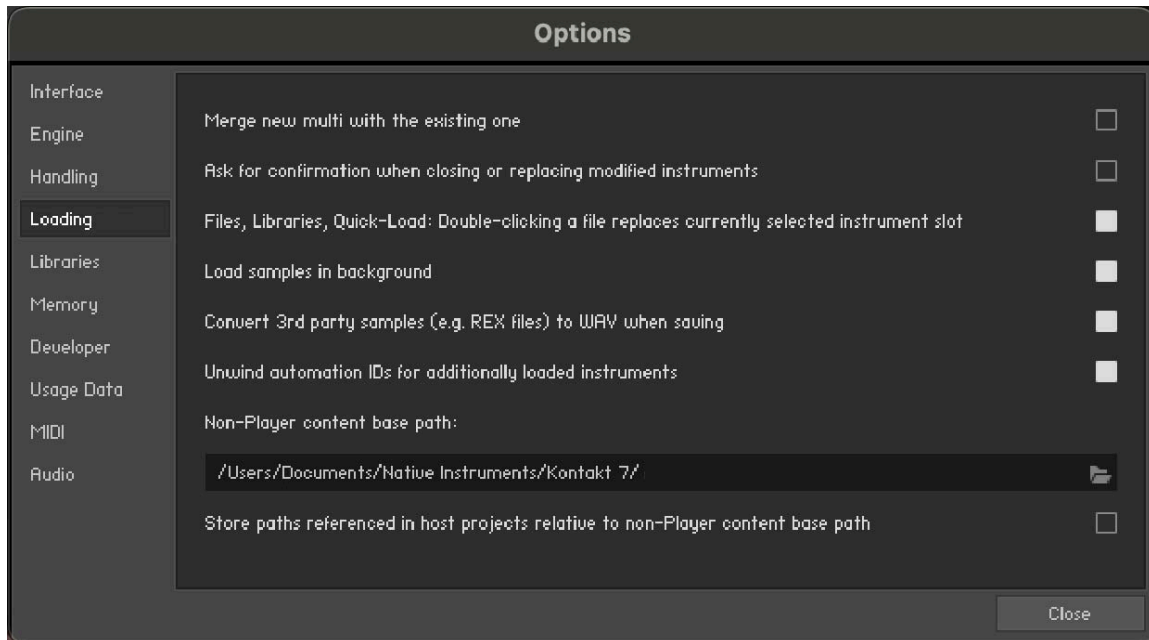 Options
Interface
Engine
Handling
Loading
Libraries
Memory
Developer
Usage Data
MIDI
Audio
Merge new multi with the existing one
Ask for confirmation when closing or replacing modified instruments
Files, Libraries, Quick-Load: Double-clicking a file replaces currently selected instrument slot
Load samples in background
Convert 3rd party samples (e.g. REX files) to WAV when saving
Unwind automation IDs for additionally loaded instruments
Non-Player content base path:
/Users/Documents/Native Instruments/Kontakt 7/
Store paths referenced in host projects relative to non-Player content base path
Close